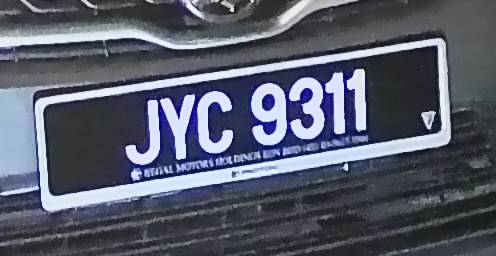 JYC 9311
REGAL MOTORS HOLDINGS SDN BHD